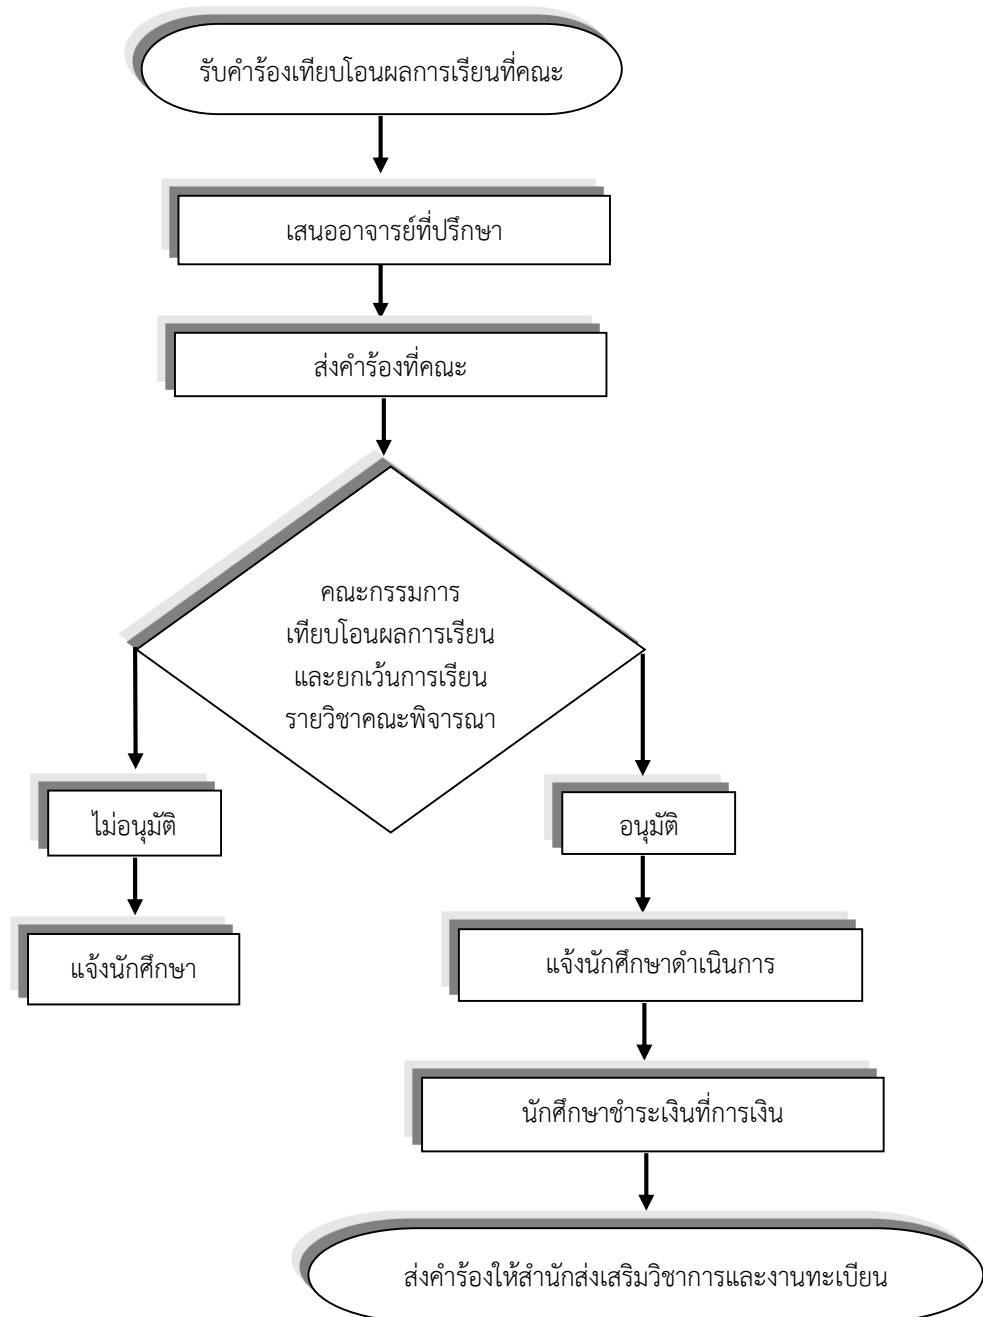 รับคำร้องเทียบโอนผลการเรียนที่คณะ
เสนออาจารย์ที่ปรึกษา
ส่งคำร้องที่คณะ
คณะกรรมการ
เทียบโอนผลการเรียน
และยกเว้นการเรียน
รายวิชาคณะพิจารณา
ไม่อนุมัติ
อนุมัติ
แจ้งนักศึกษา
แจ้งนักศึกษาดำเนินการ
นักศึกษาชำระเงินที่การเงิน
ส่งคำร้องให้สำนักส่งเสริมวิชาการและงานทะเบียน